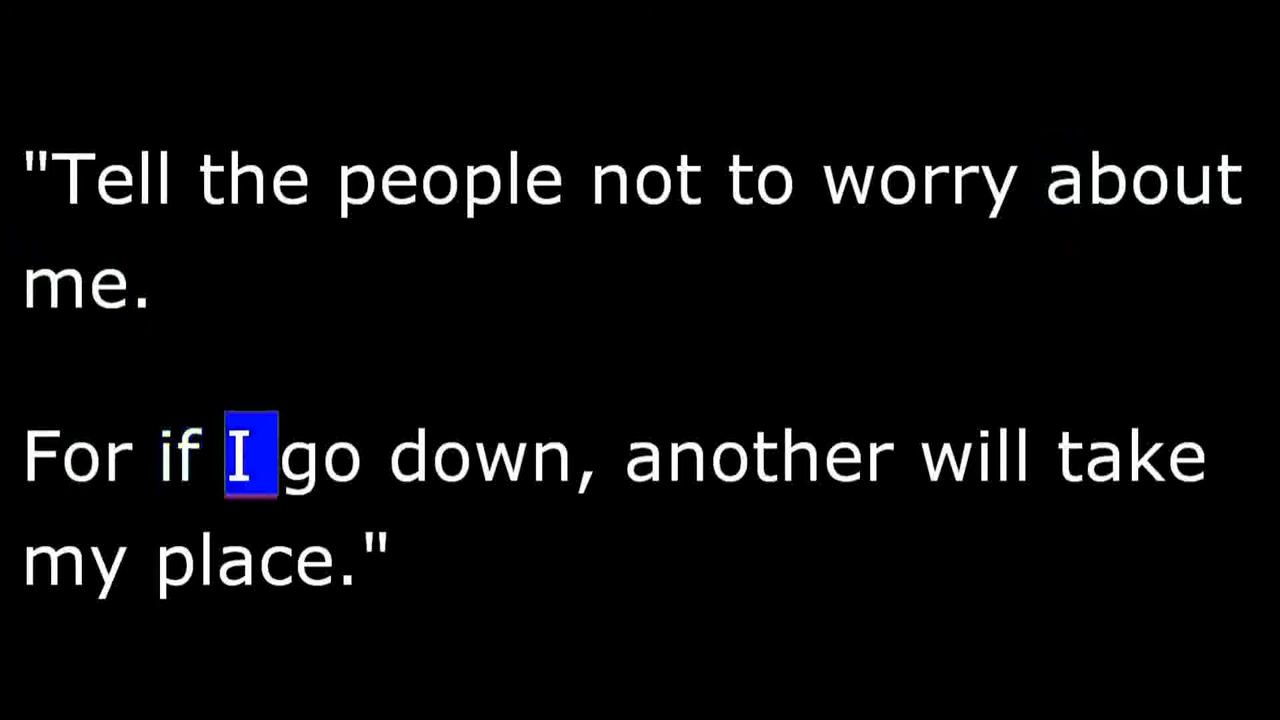 "Tell the people not to worry about
me.
For if I go down, another will take
my place."